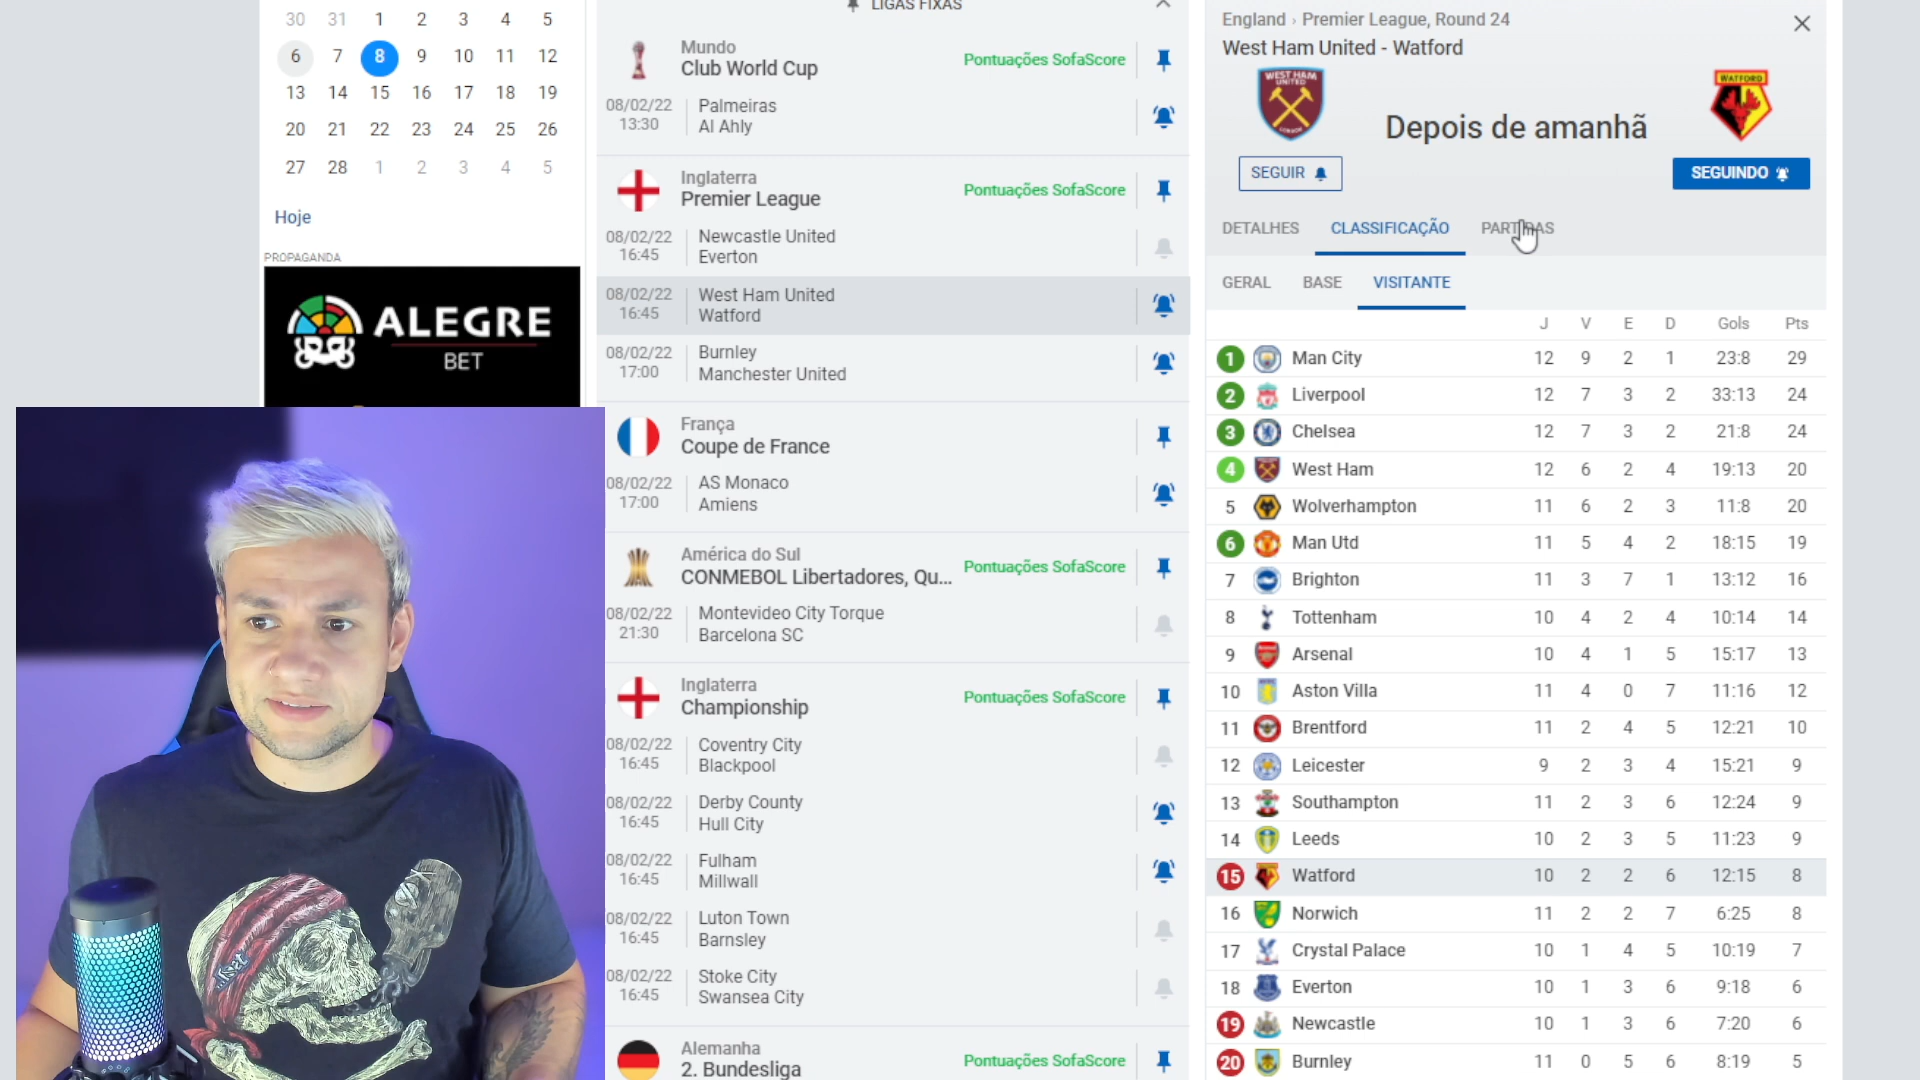 30 31 1 2 3 4 5
6 7 8 9 10 11 12
13 14 15 16 17 18 19
20 21 22 23 24 25 26
27 28 1 2 3 4 5
Hoje
PROPAGANDA
ALEGRE
BET
LIGAS FIXAS
Mundo
Club World Cup
Pontuações SofaScore
08/02/22 Palmeiras
13:30 Al Ahly
Inglaterra
Premier League
Pontuações SofaScore
08/02/22 Newcastle United
16:45 Everton
08/02/22 West Ham United
16:45 Watford
08/02/22 Burnley
17:00 Manchester United
França
Coupe de France
08/02/22 AS Monaco
17:00 Amiens
América do Sul
CONMEBOL Libertadores, Qu...
Pontuações SofaScore
08/02/22 Montevideo City Torque
21:30 Barcelona SC
Inglaterra
Championship
Pontuações SofaScore
08/02/22 Coventry City
16:45 Blackpool
08/02/22 Derby County
16:45 Hull City
08/02/22 Fulham
16:45 Millwall
08/02/22 Luton Town
16:45 Barnsley
08/02/22 Stoke City
16:45 Swansea City
Alemanha
2. Bundesliga
Pontuações SofaScore
England › Premier League, Round 24
West Ham United - Watford
WEST HAM
UNITED
LONDON
WATFORD
Depois de amanhã
SEGUIR
SEGUINDO
DETALHES CLASSIFICAÇÃO
GERAL BASE VISITANTE
J V E D Gols Pts
1 Man City 12 9 2 1 23:8 29
2 Liverpool 12 7 3 2 33:13 24
3 Chelsea 12 7 3 2 21:8 24
4 West Ham 12 6 2 4 19:13 20
5 Wolverhampton 11 6 2 3 11:8 20
6 Man Utd 11 5 4 2 18:15 19
7 Brighton 11 3 7 1 13:12 16
8 Tottenham 10 4 2 4 10:14 14
9 Arsenal 10 4 1 5 15:17 13
10 Aston Villa 11 4 0 7 11:16 12
11 Brentford 11 2 4 5 12:21 10
12 Leicester 9 2 3 4 15:21 9
13 Southampton 11 2 3 6 12:24 9
14 Leeds 10 2 3 5 11:23 9
15 Watford 10 2 2 6 12:15 8
16 Norwich 11 2 2 7 6:25 8
17 Crystal Palace 10 1 4 5 10:19 7
18 Everton 10 1 3 6 9:18 6
19 Newcastle 10 1 3 6 7:20 6
20 Burnley 11 0 5 6 8:19 5